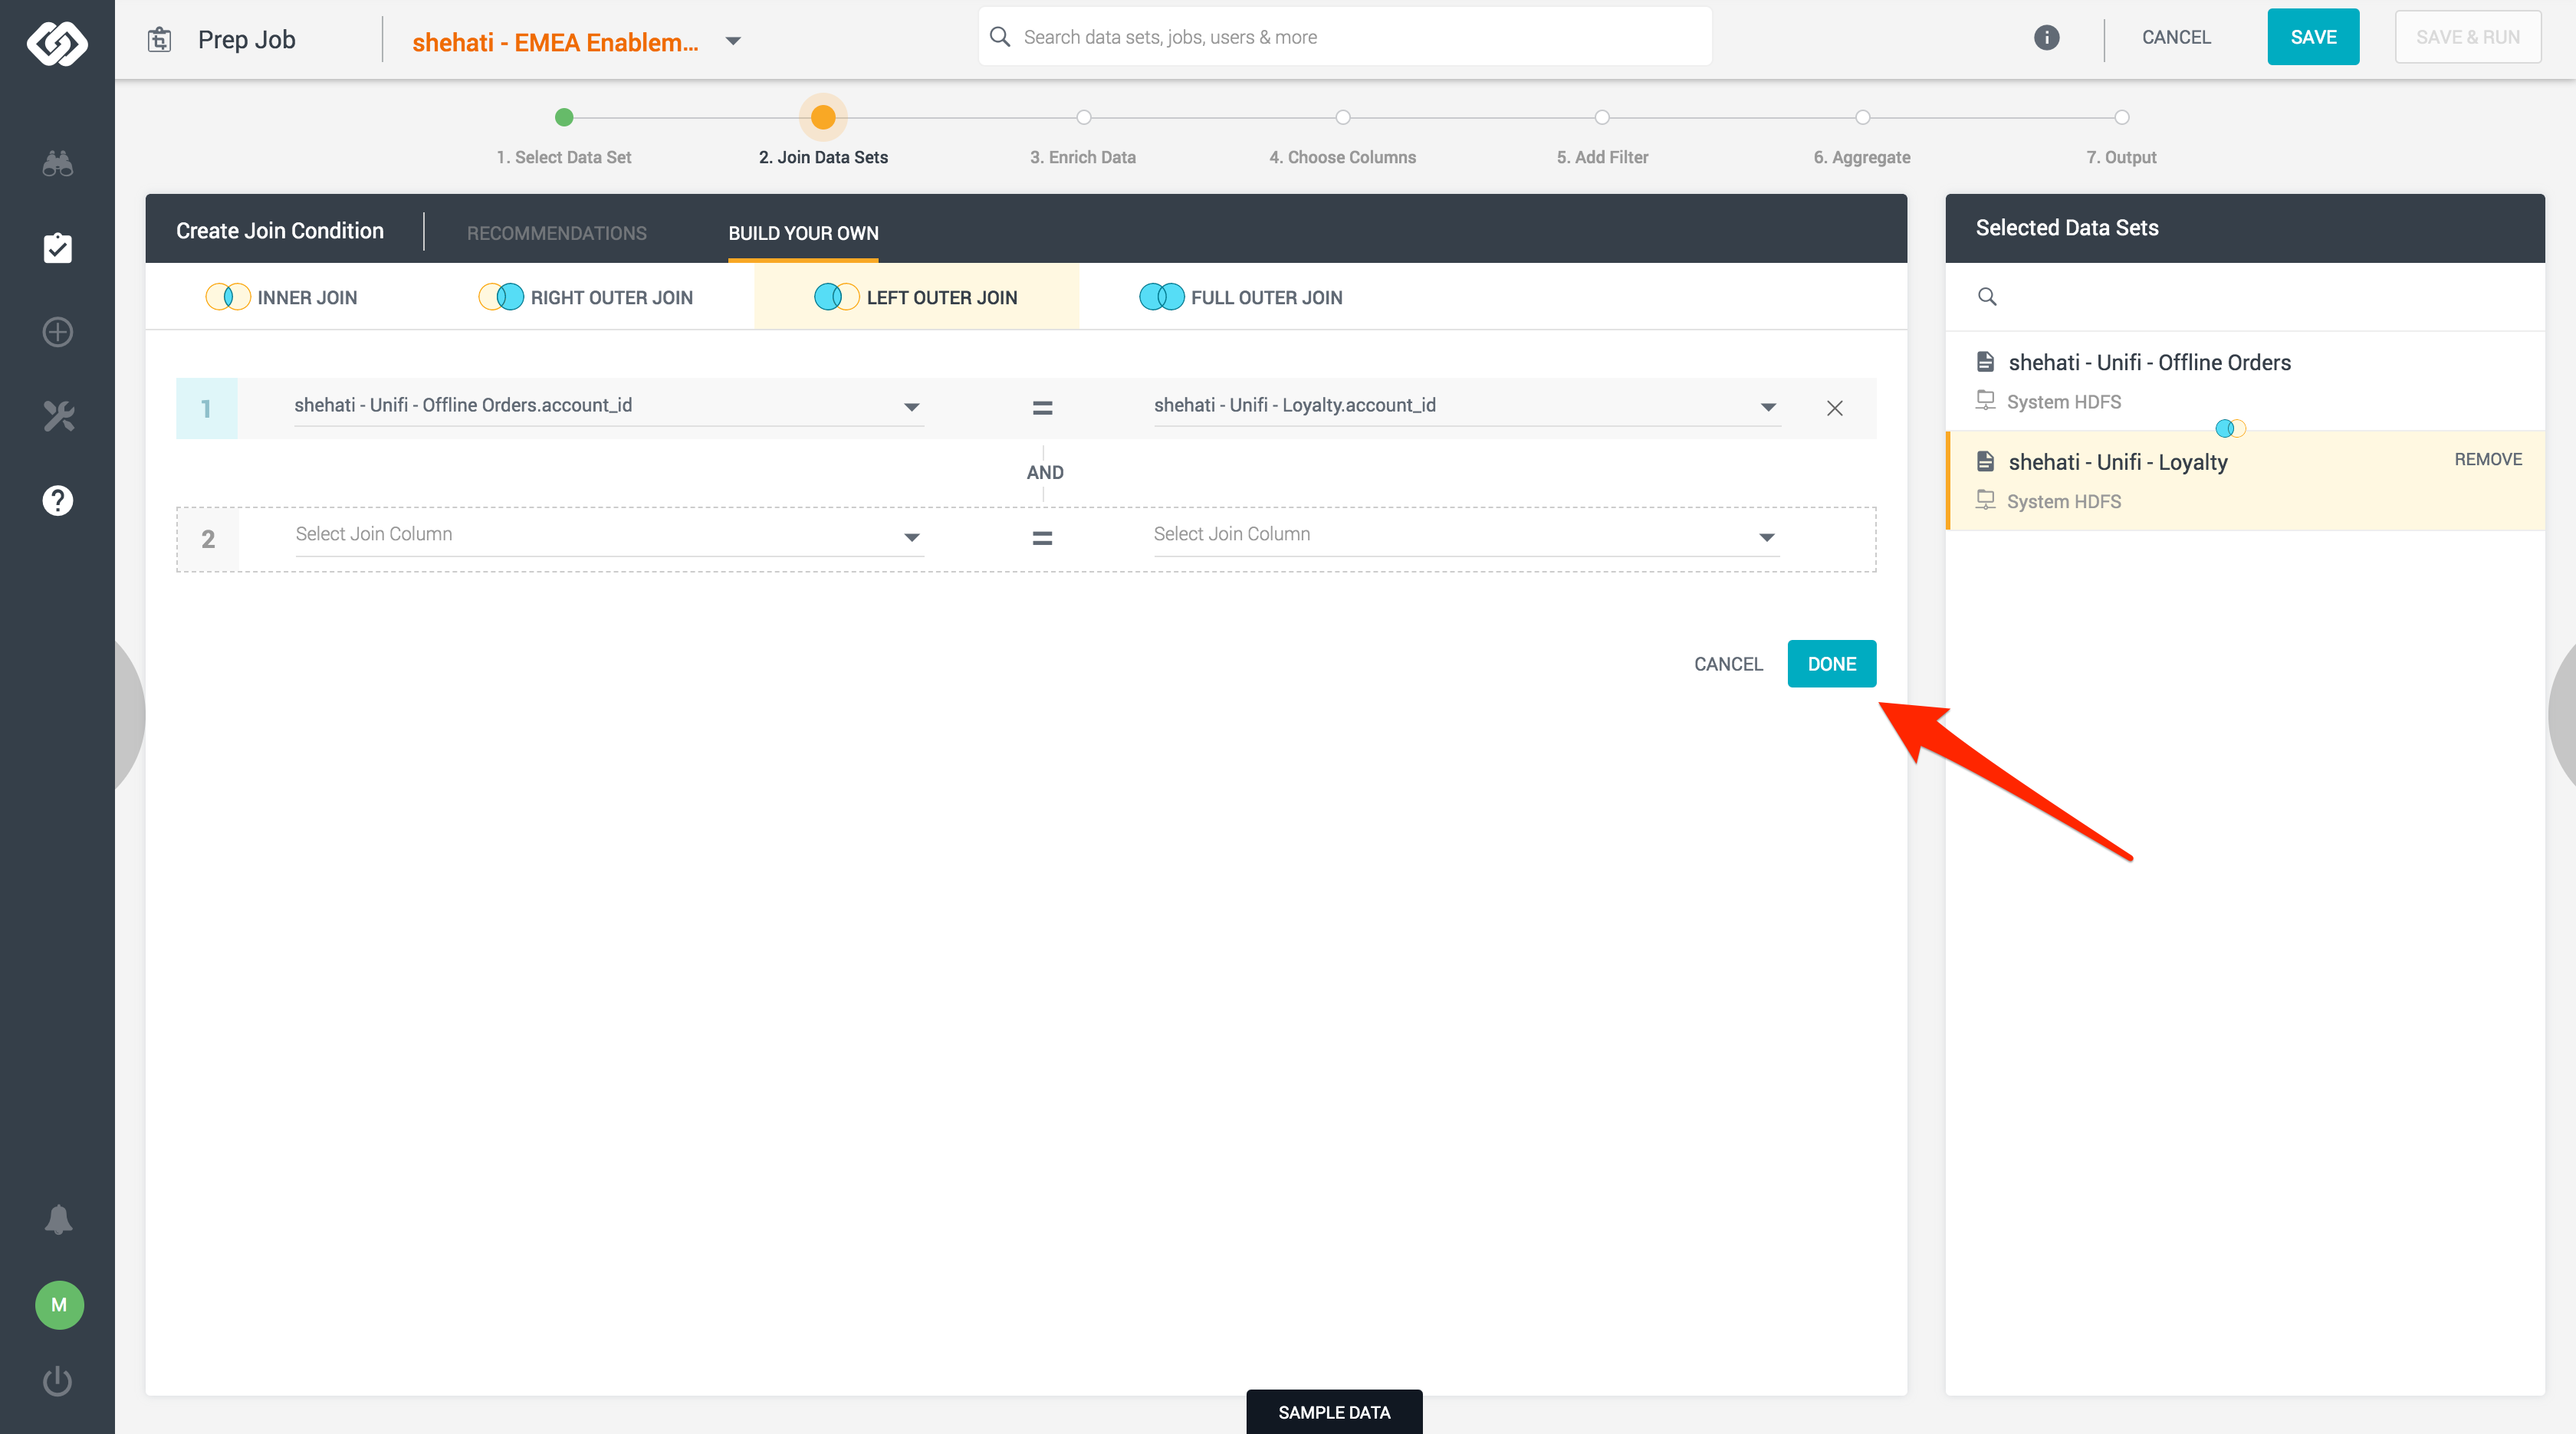 Prep Job
shehati - EMEA Enablem...
Search data sets, jobs, users & more
i
CANCEL
SAVE
SAVE & RUN
1. Select Data Set
2. Join Data Sets
3. Enrich Data
4. Choose Columns
5. Add Filter
6. Aggregate
7. Output
Create Join Condition
RECOMMENDATIONS
BUILD YOUR OWN
INNER JOIN
RIGHT OUTER JOIN
LEFT OUTER JOIN
FULL OUTER JOIN
1
shehati - Unifi - Offline Orders.account_id
=
shehati - Unifi - Loyalty.account_id
AND
2
Select Join Column
=
Select Join Column
CANCEL
DONE
Selected Data Sets
shehati - Unifi - Offline Orders
System HDFS
shehati - Unifi - Loyalty
REMOVE
System HDFS
?
M
SAMPLE DATA